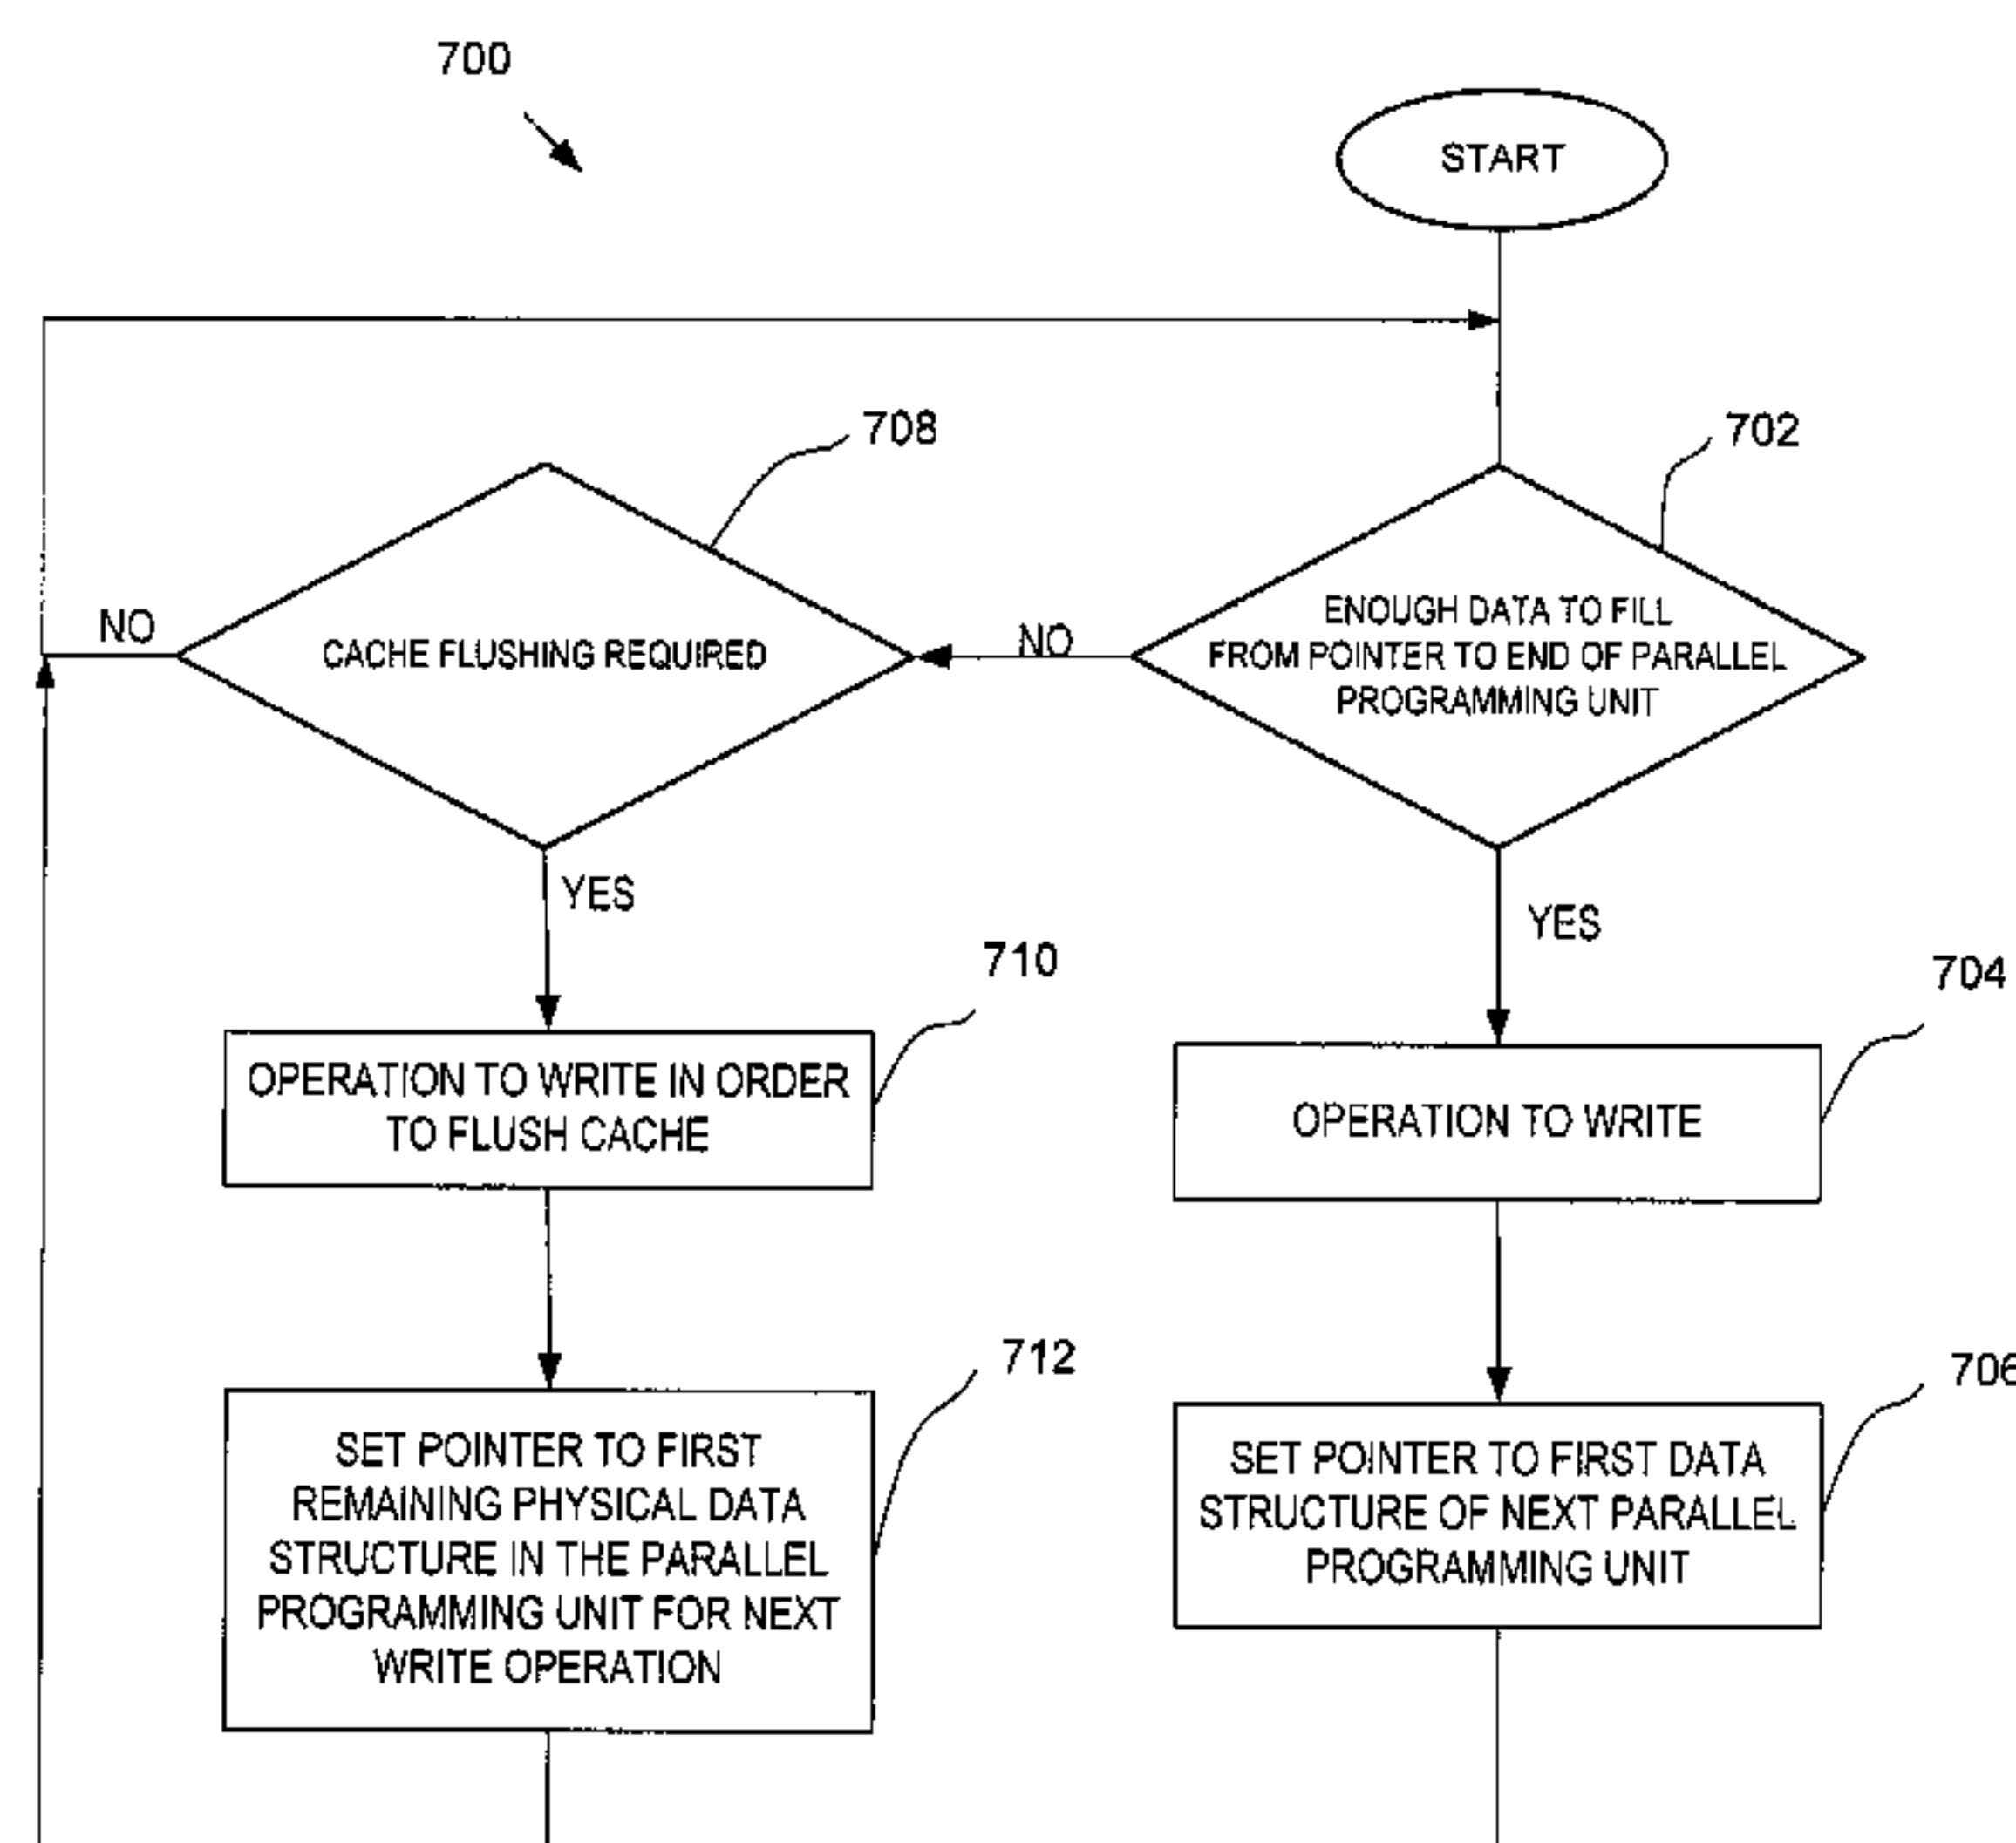 700
START
708
702
NO
CACHE FLUSHING REQUIRED
NO
ENOUGH DATA TO FILL
FROM POINTER TO END OF PARALLEL
PROGRAMMING UNIT
YES
YES
710
704
OPERATION TO WRITE IN ORDER
TO FLUSH CACHE
OPERATION TO WRITE
712
706
SET POINTER TO FIRST
REMAINING PHYSICAL DATA
STRUCTURE IN THE PARALLEL
PROGRAMMING UNIT FOR NEXT
WRITE OPERATION
SET POINTER TO FIRST DATA
STRUCTURE OF NEXT PARALLEL
PROGRAMMING UNIT